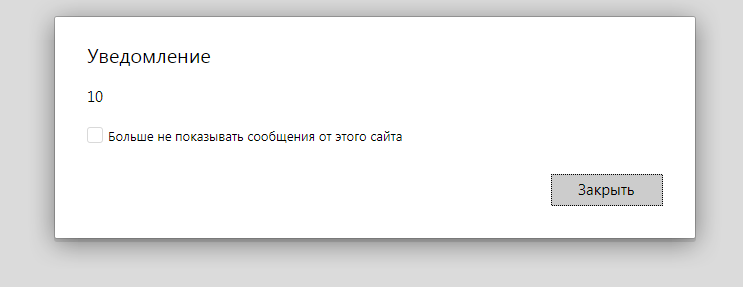 Уведомление
10
Больше не показывать сообщения от этого сайта
Закрыть